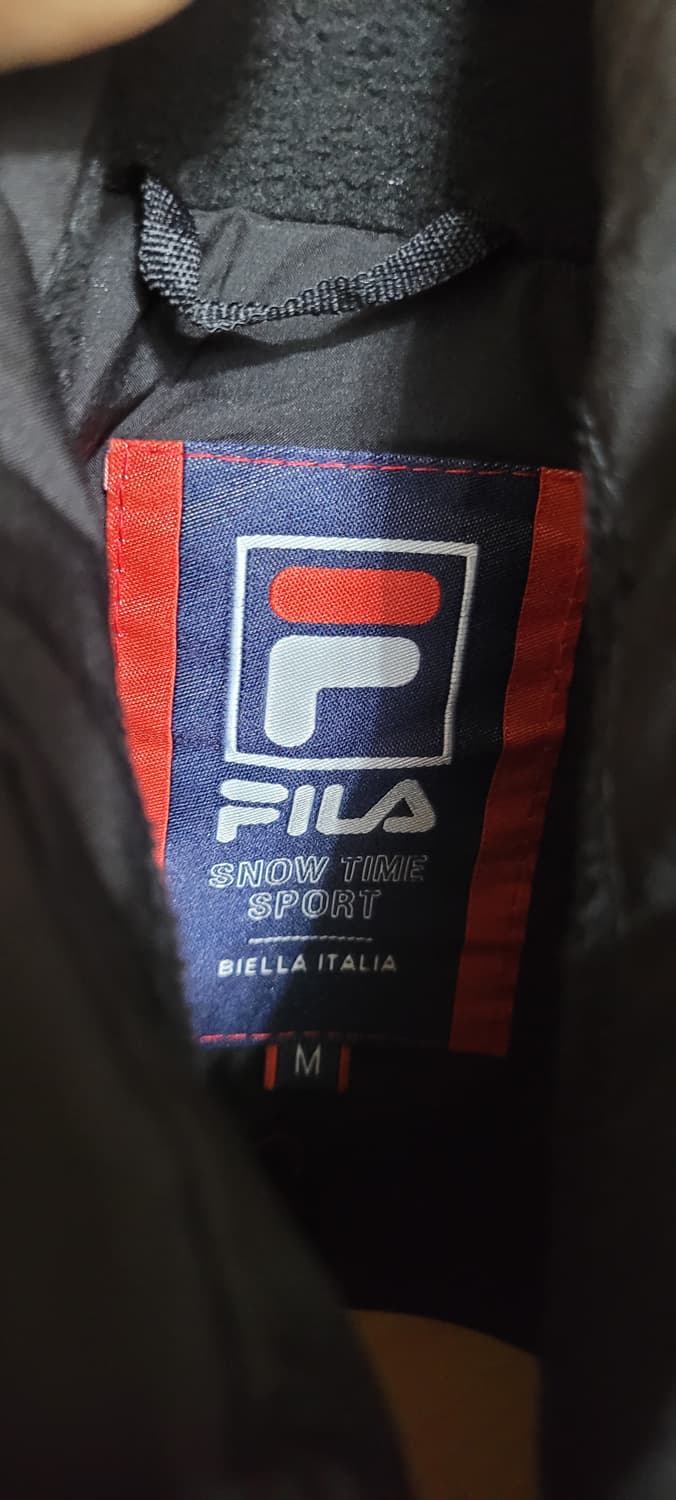 F
FILA
SNOW TIME
SPORT
BIELLA ITALIA
M